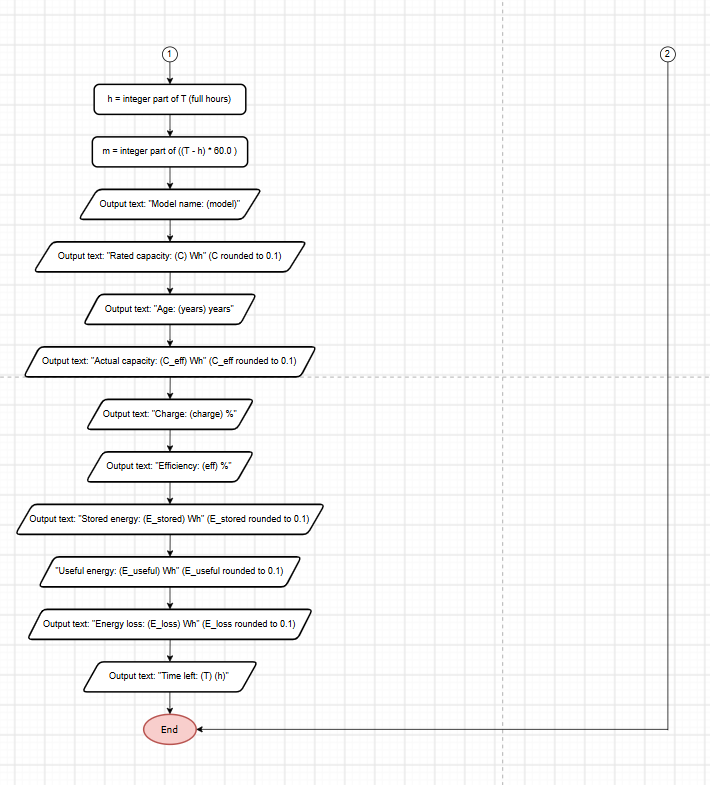 1
2
h = integer part of T (full hours)
m = integer part of ((T - h) * 60.0 )
Output text: "Model name: (model)"
Output text: "Rated capacity: (C) Wh" (C rounded to 0.1)
Output text: "Age: (years) years"
Output text: "Actual capacity: (C_eff) Wh" (C_eff rounded to 0.1)
Output text: "Charge: (charge) %"
Output text: "Efficiency: (eff) %"
Output text: "Stored energy: (E_stored) Wh" (E_stored rounded to 0.1)
"Useful energy: (E_useful) Wh" (E_useful rounded to 0.1)
Output text: "Energy loss: (E_loss) Wh" (E_loss rounded to 0.1)
Output text: "Time left: (T) (h)"
End